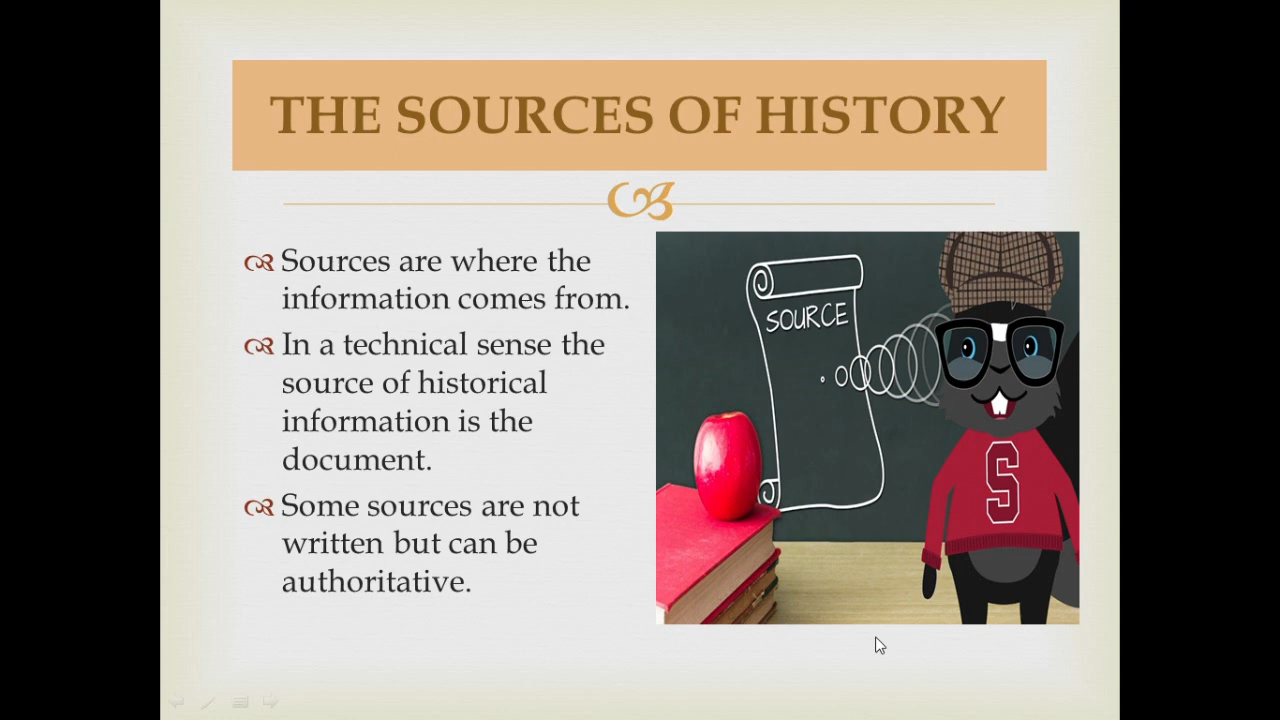 THE SOURCES OF HISTORY
Sources are where the
information comes from.
In a technical sense the
source of historical
information is the
document.
Some sources are not
written but can be
authoritative.
SOURCE
S